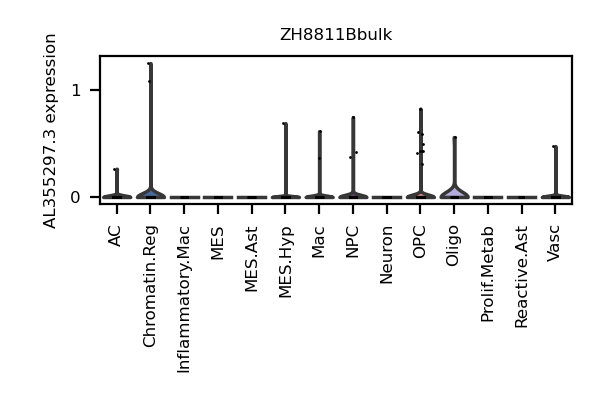 ZH8811Bbulk
AL355297.3 expression
1
0
AC
Chromatin.Reg
Inflammatory.Mac
MES
MES.Ast
MES.Hyp
Mac
NPC
Neuron
OPC
Oligo
Prolif.Metab
Reactive.Ast
Vasc